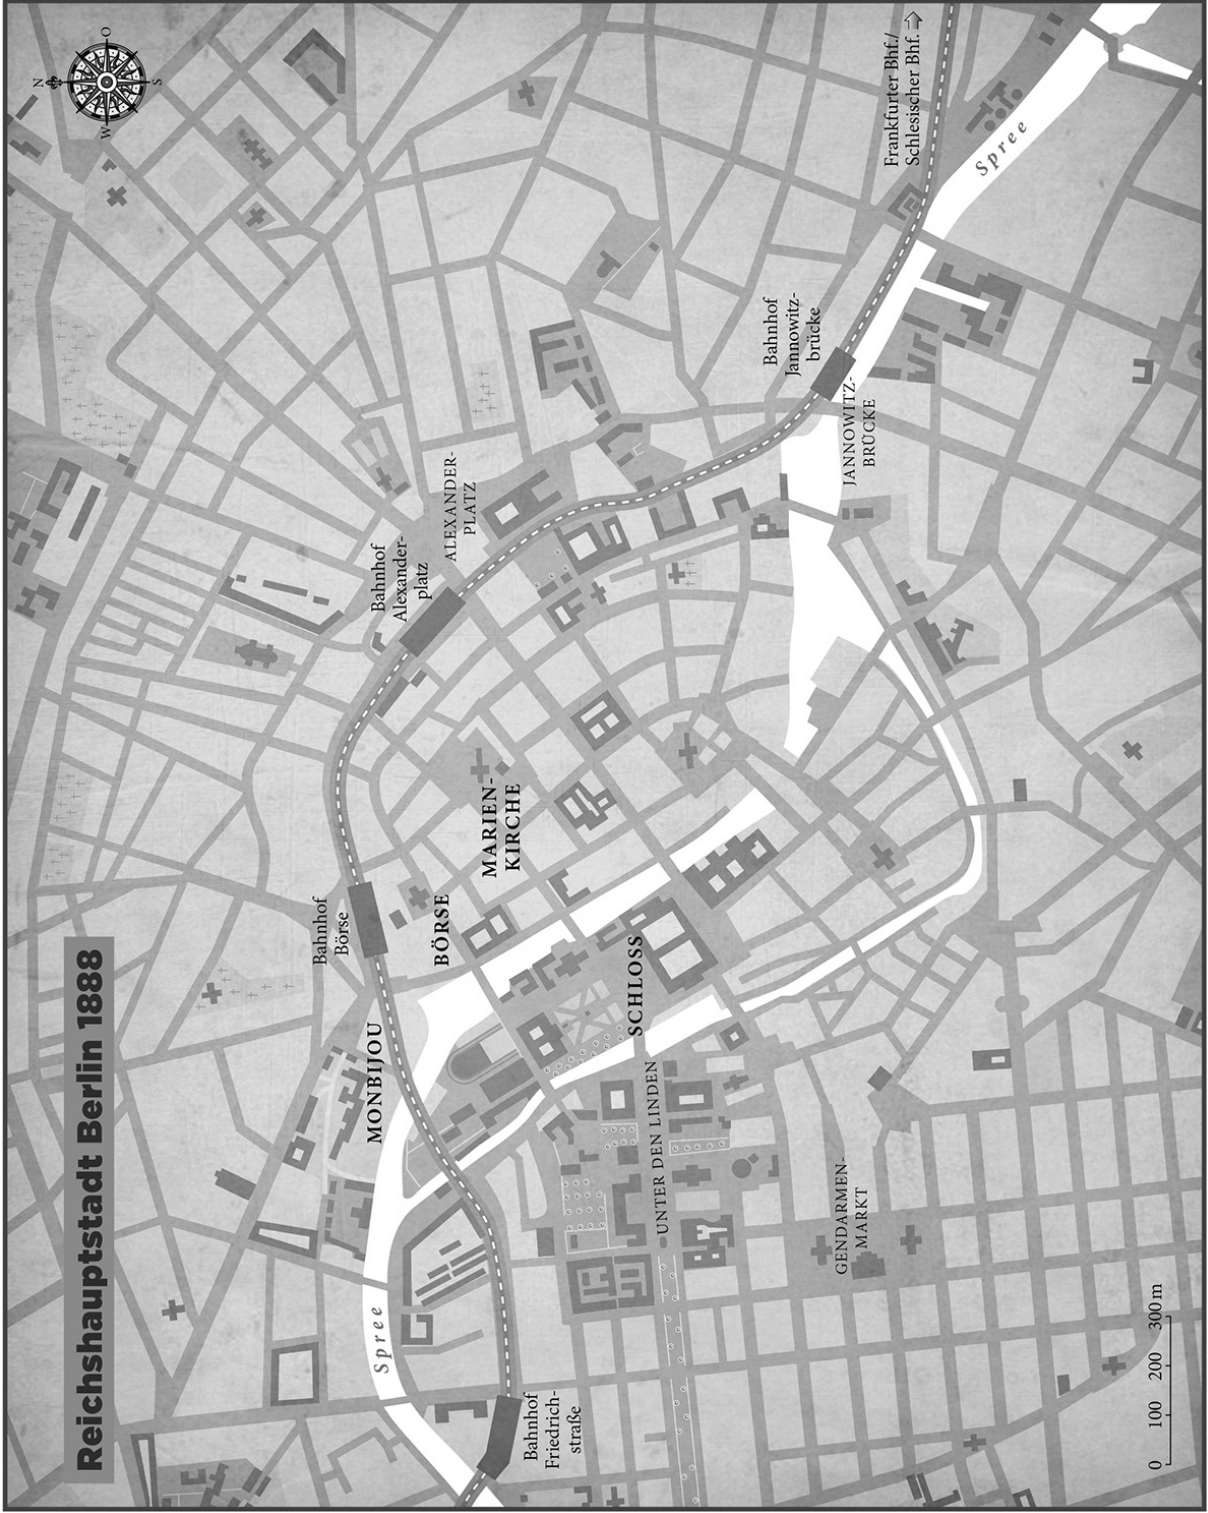 Reichshauptstadt Berlin 1888
N
O
S
W
Spree
Bahnhof
Friedrich-
straße
MONBIJOU
Bahnhof
Börse
BÖRSE
MARIEN-
KIRCHE
SCHLOSS
UNTER DEN LINDEN
GENDARMEN-
MARKT
Bahnhof
Alexander-
platz
ALEXANDER-
PLATZ
Bahnhof
Jannowitz-
brücke
JANNOWITZ-
BRÜCKE
Frankfurter Bhf./
Schlesischer Bhf.
Spree
0 100 200 300 m